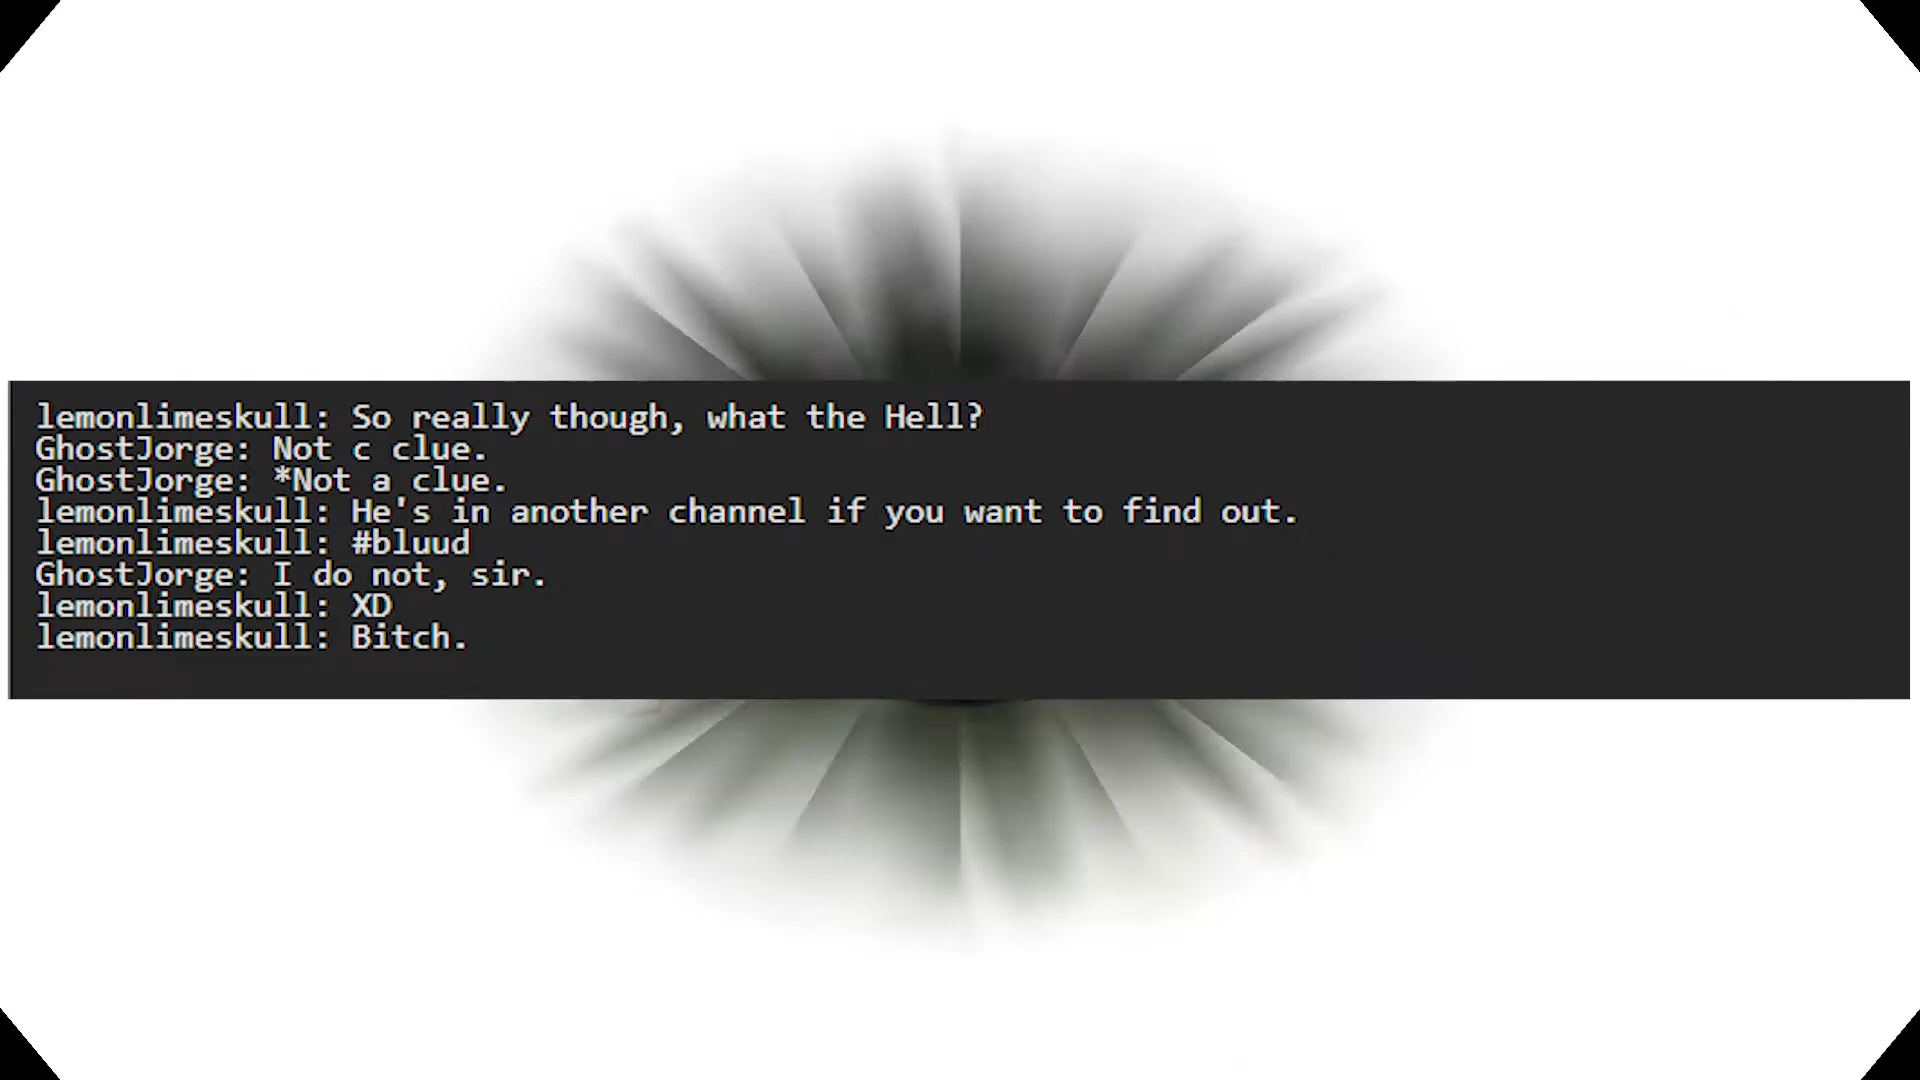 lemonlimeskull: So really though, what the Hell?
GhostJorge: Not c clue.
GhostJorge: *Not a clue.
lemonlimeskull: He's in another channel if you want to find out.
lemonlimeskull: #bluud
GhostJorge: I do not, sir.
lemonlimeskull: XD
lemonlimeskull: Bitch.